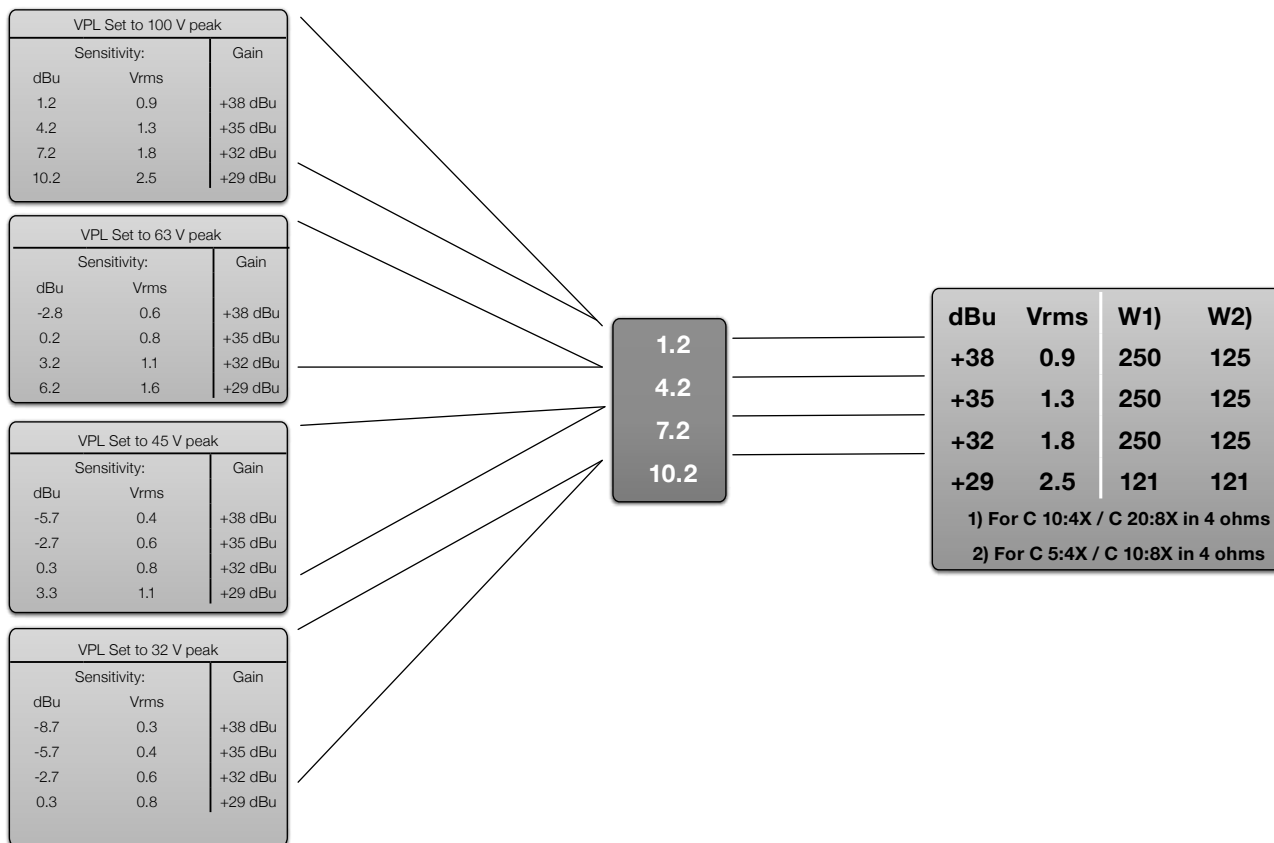 VPL Set to 100 V peak
Sensitivity: Gain
dBu Vrms
1.2 0.9 +38 dBu
4.2 1.3 +35 dBu
7.2 1.8 +32 dBu
10.2 2.5 +29 dBu
VPL Set to 63 V peak
Sensitivity: Gain
dBu Vrms
-2.8 0.6 +38 dBu
0.2 0.8 +35 dBu
3.2 1.1 +32 dBu
6.2 1.6 +29 dBu
VPL Set to 45 V peak
Sensitivity: Gain
dBu Vrms
-5.7 0.4 +38 dBu
-2.7 0.6 +35 dBu
0.3 0.8 +32 dBu
3.3 1.1 +29 dBu
VPL Set to 32 V peak
Sensitivity: Gain
dBu Vrms
-8.7 0.3 +38 dBu
-5.7 0.4 +35 dBu
-2.7 0.6 +32 dBu
0.3 0.8 +29 dBu
1.2
4.2
7.2
10.2
dBu Vrms W1) W2)
+38 0.9 250 125
+35 1.3 250 125
+32 1.8 250 125
+29 2.5 121 121
1) For C 10:4X / C 20:8X in 4 ohms
2) For C 5:4X / C 10:8X in 4 ohms